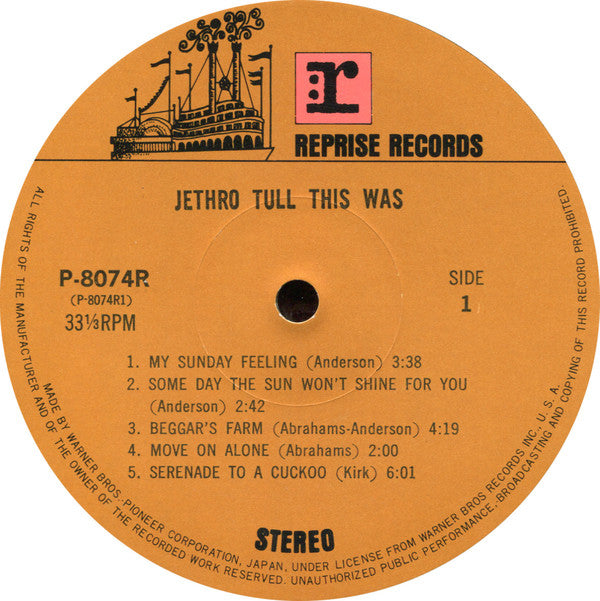 r
REPRISE RECORDS
JETHRO TULL THIS WAS
P-8074R
(P-8074R1)
33⅓RPM
SIDE
1
1. MY SUNDAY FEELING (Anderson) 3:38
2. SOME DAY THE SUN WON'T SHINE FOR YOU
(Anderson) 2:42
3. BEGGAR'S FARM (Abrahams-Anderson) 4:19
4. MOVE ON ALONE (Abrahams) 2:00
5. SERENADE TO A CUCKOO (Kirk) 6:01
STEREO
ALL RIGHTS OF THE MANUFACTURER AND OF THE OWNER OF THE RECORDED WORK RESERVED. UNAUTHORIZED PUBLIC PERFORMANCE, BROADCASTING AND COPYING OF THIS RECORD PROHIBITED.
MADE BY WARNER BROS.-PIONEER CORPORATION, JAPAN, UNDER LICENSE FROM WARNER BROS RECORDS INC., U. S. A.